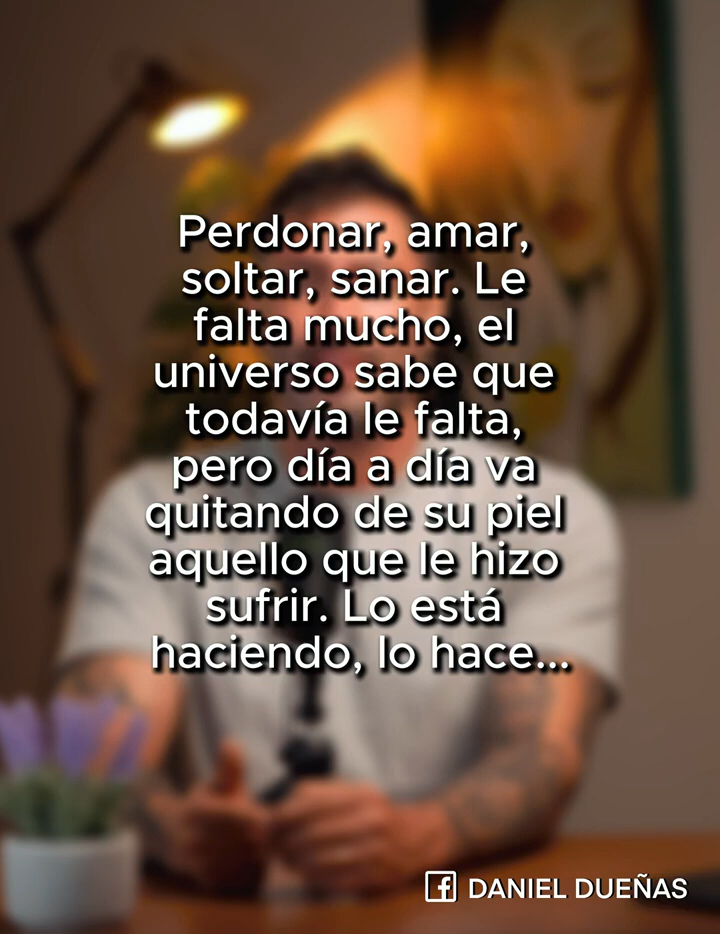 Perdonar, amar,
soltar, sanar. Le
falta mucho, el
universo sabe que
todavía le falta,
pero día a día va
quitando de su piel
aquello que le hizo
sufrir. Lo está
haciendo, lo hace...
DANIEL DUEÑAS